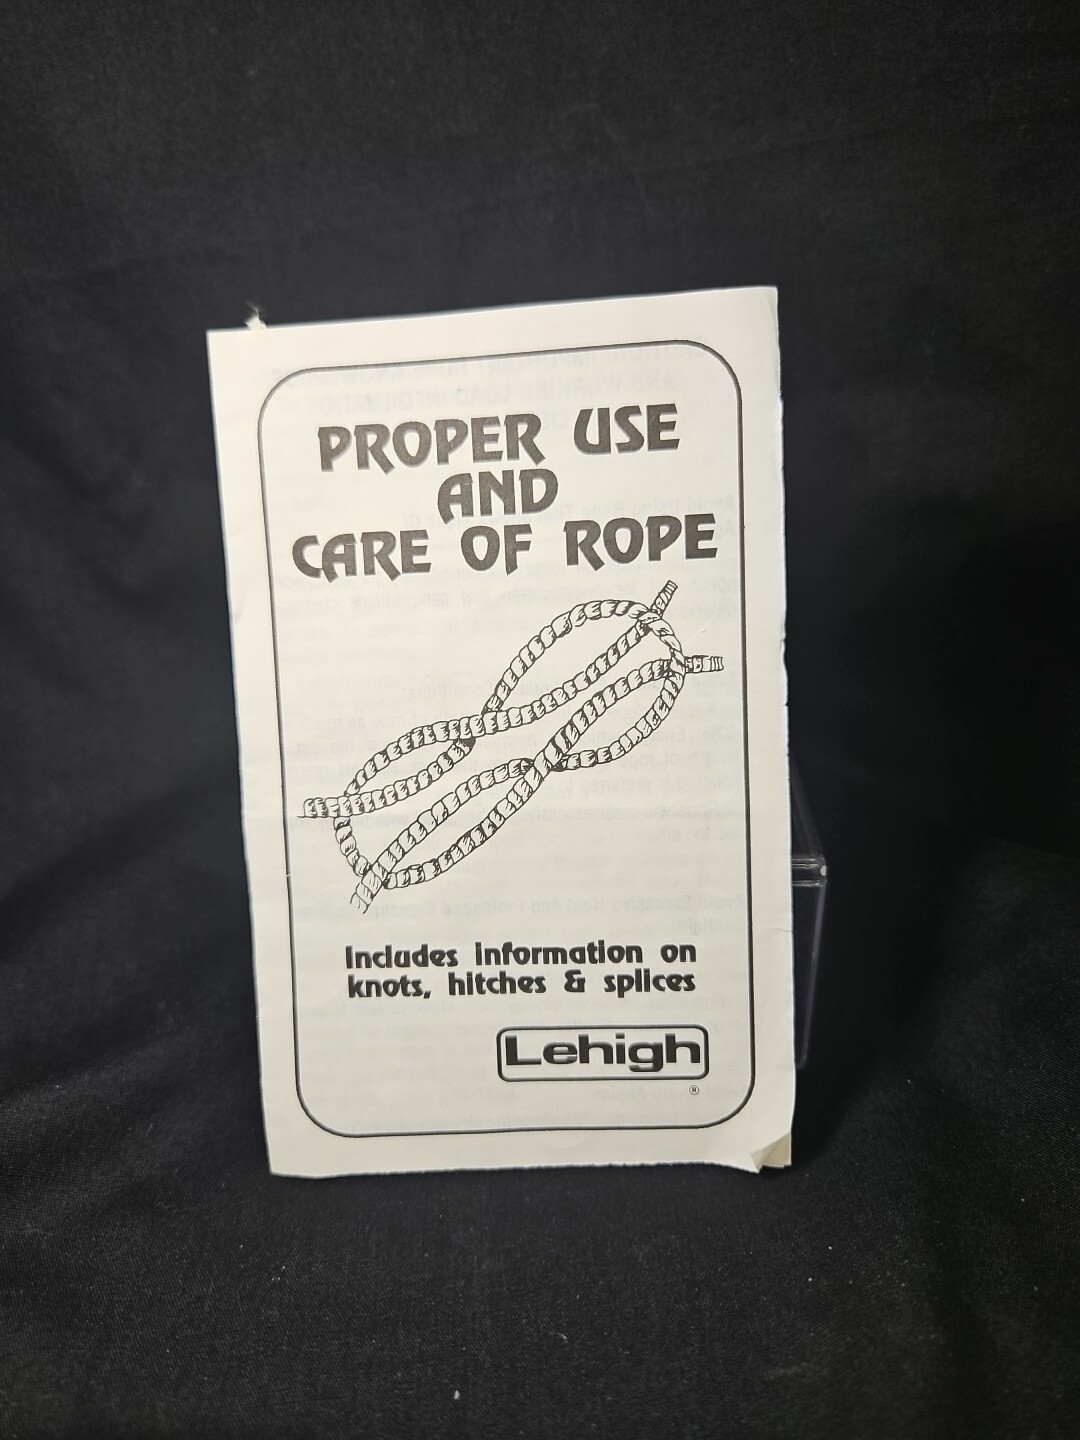 PROPER USE
AND
CARE OF ROPE
Includes information on
knots, hitches & splices
Lehigh
®